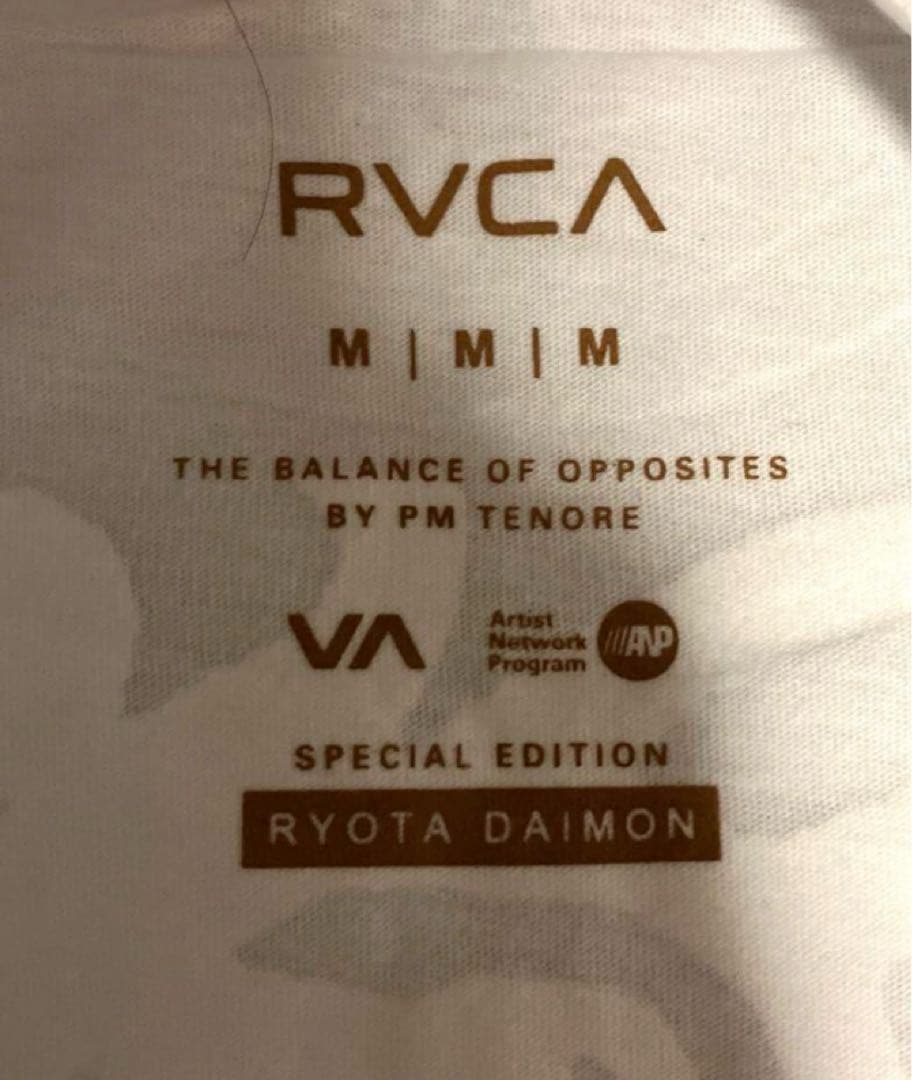 RVCA
M | M | M
THE BALANCE OF OPPOSITES
BY PM TENORE
VA
Artist
Network
Program
ANP
SPECIAL EDITION
RYOTA DAIMON